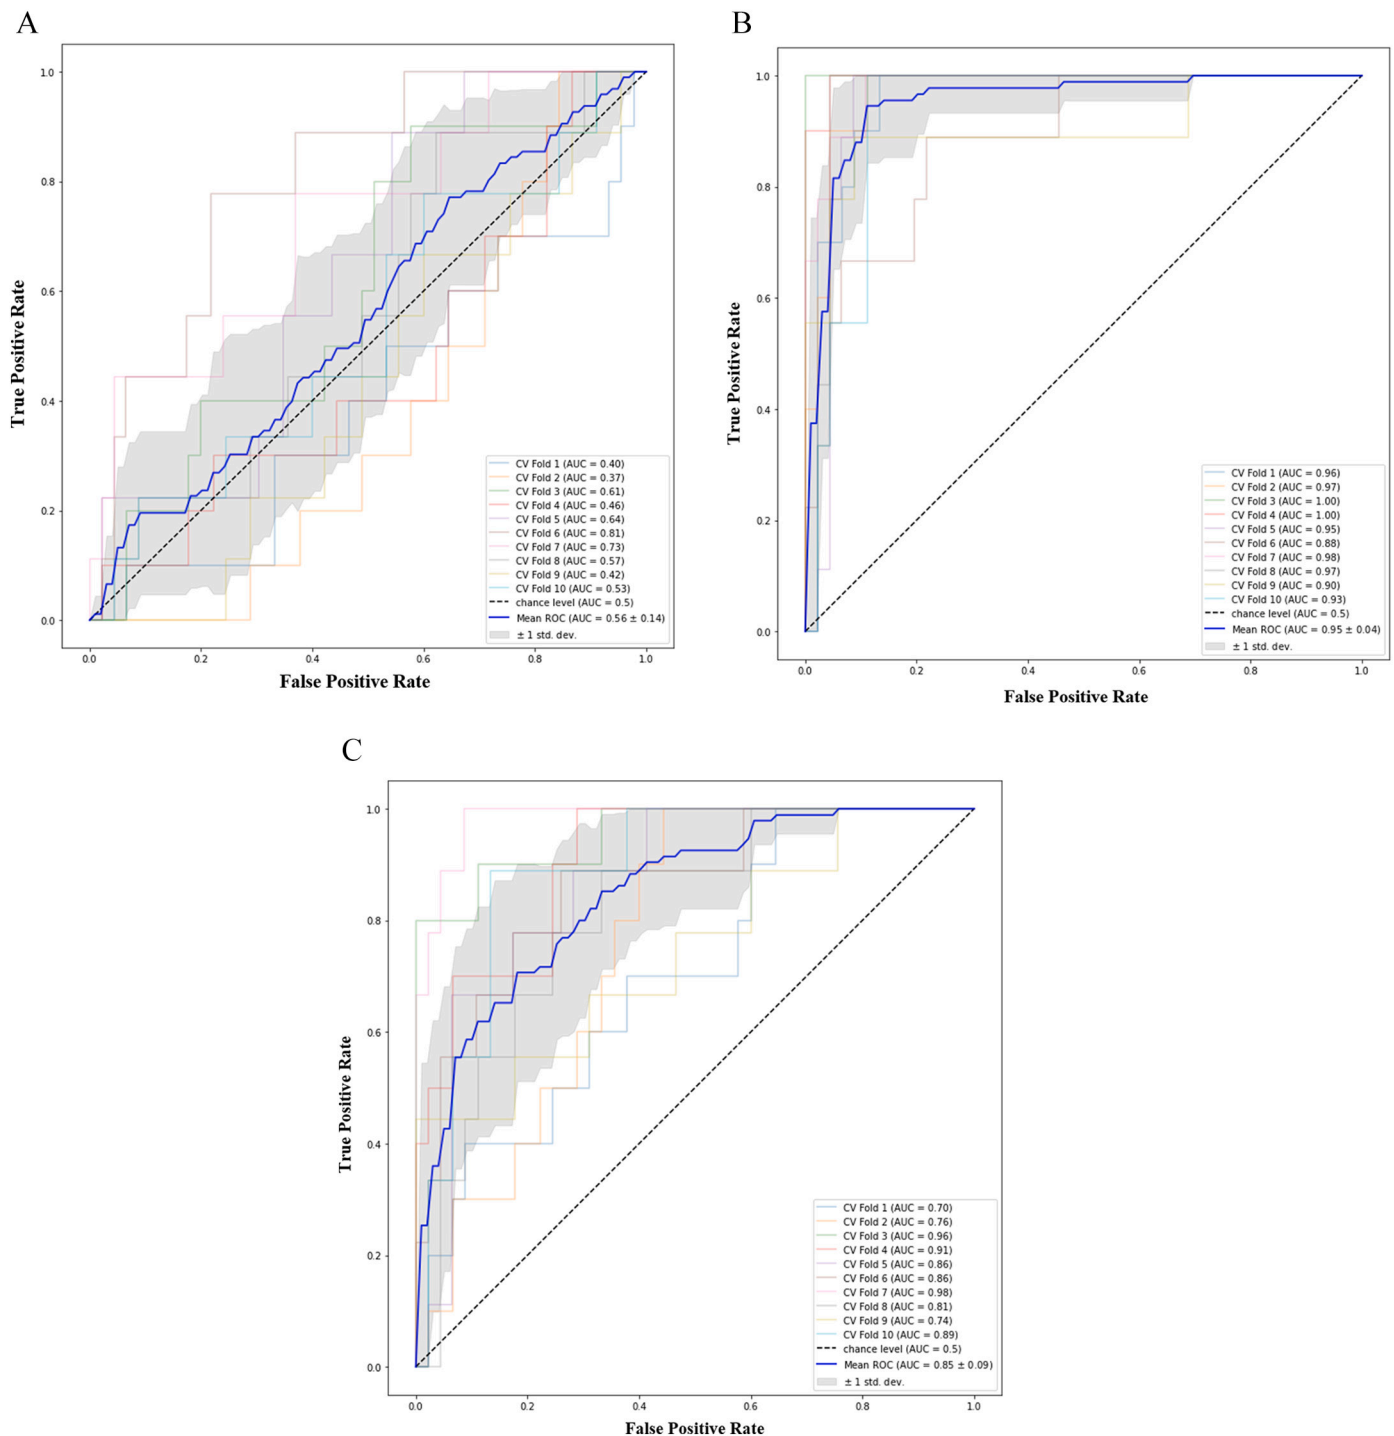 A
True Positive Rate
1.0
0.8
0.6
0.4
0.2
0.0
0.0 0.2 0.4 0.6 0.8 1.0
False Positive Rate
CV Fold 1 (AUC = 0.40)
CV Fold 2 (AUC = 0.37)
CV Fold 3 (AUC = 0.61)
CV Fold 4 (AUC = 0.46)
CV Fold 5 (AUC = 0.64)
CV Fold 6 (AUC = 0.81)
CV Fold 7 (AUC = 0.73)
CV Fold 8 (AUC = 0.57)
CV Fold 9 (AUC = 0.42)
CV Fold 10 (AUC = 0.53)
chance level (AUC = 0.5)
Mean ROC (AUC = 0.56 ± 0.14)
± 1 std. dev.
B
True Positive Rate
1.0
0.8
0.6
0.4
0.2
0.0
0.0 0.2 0.4 0.6 0.8 1.0
False Positive Rate
CV Fold 1 (AUC = 0.96)
CV Fold 2 (AUC = 0.97)
CV Fold 3 (AUC = 1.00)
CV Fold 4 (AUC = 1.00)
CV Fold 5 (AUC = 0.95)
CV Fold 6 (AUC = 0.88)
CV Fold 7 (AUC = 0.98)
CV Fold 8 (AUC = 0.97)
CV Fold 9 (AUC = 0.90)
CV Fold 10 (AUC = 0.93)
chance level (AUC = 0.5)
Mean ROC (AUC = 0.95 ± 0.04)
± 1 std. dev.
C
True Positive Rate
1.0
0.8
0.6
0.4
0.2
0.0
0.0 0.2 0.4 0.6 0.8 1.0
False Positive Rate
CV Fold 1 (AUC = 0.70)
CV Fold 2 (AUC = 0.76)
CV Fold 3 (AUC = 0.96)
CV Fold 4 (AUC = 0.91)
CV Fold 5 (AUC = 0.86)
CV Fold 6 (AUC = 0.86)
CV Fold 7 (AUC = 0.98)
CV Fold 8 (AUC = 0.81)
CV Fold 9 (AUC = 0.74)
CV Fold 10 (AUC = 0.89)
chance level (AUC = 0.5)
Mean ROC (AUC = 0.85 ± 0.09)
± 1 std. dev.